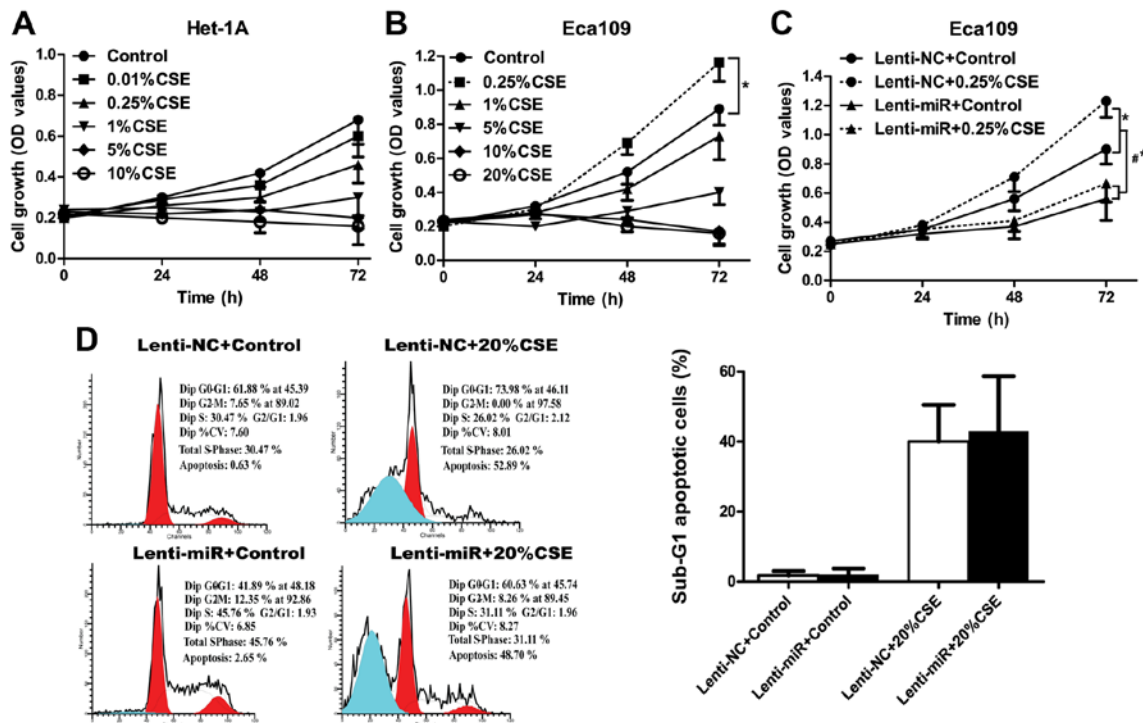 A
Het-1A
Cell growth (OD values)
1.0
0.8
0.6
0.4
0.2
0.0
0
24
48
72
Time (h)
Control
0.01%CSE
0.25%CSE
1%CSE
5%CSE
10%CSE
B
Eca109
Cell growth (OD values)
1.2
1.0
0.8
0.6
0.4
0.2
0.0
0
24
48
72
Time (h)
Control
0.25%CSE
1%CSE
5%CSE
10%CSE
20%CSE
*
C
Eca109
Cell growth (OD values)
1.2
1.0
0.8
0.6
0.4
0.2
0.0
0
24
48
72
Time (h)
Lenti-NC+Control
Lenti-NC+0.25%CSE
Lenti-miR+Control
Lenti-miR+0.25%CSE
*
#*
D
Lenti-NC+Control
Dip G0-G1: 61.88 % at 45.39
Dip G2-M: 7.65 % at 89.02
Dip S: 30.47 % G2/G1: 1.96
Dip %CV: 7.60
Total S-Phase: 30.47 %
Apoptosis: 0.63 %
Number
Channels
Lenti-NC+20%CSE
Dip G0-G1: 73.98 % at 46.11
Dip G2-M: 0.00 % at 97.58
Dip S: 26.02 % G2/G1: 2.12
Dip %CV: 8.01
Total S-Phase: 26.02 %
Apoptosis: 52.89 %
Number
Channels
Lenti-miR+Control
Dip G0-G1: 41.89 % at 48.18
Dip G2-M: 12.35 % at 92.86
Dip S: 45.76 % G2/G1: 1.93
Dip %CV: 6.85
Total SPhase: 45.76 %
Apoptosis: 2.65 %
Number
Channels
Lenti-miR+20%CSE
Dip G0-G1: 60.63 % at 45.74
Dip G2-M: 8.26 % at 89.45
Dip S: 31.11 % G2/G1: 1.96
Dip %CV: 8.27
Total S-Phase: 31.11 %
Apoptosis: 48.70 %
Number
Channels
Sub-G1 apoptotic cells (%)
60
40
20
0
Lenti-NC+Control
Lenti-miR+Control
Lenti-NC+20%CSE
Lenti-miR+20%CSE